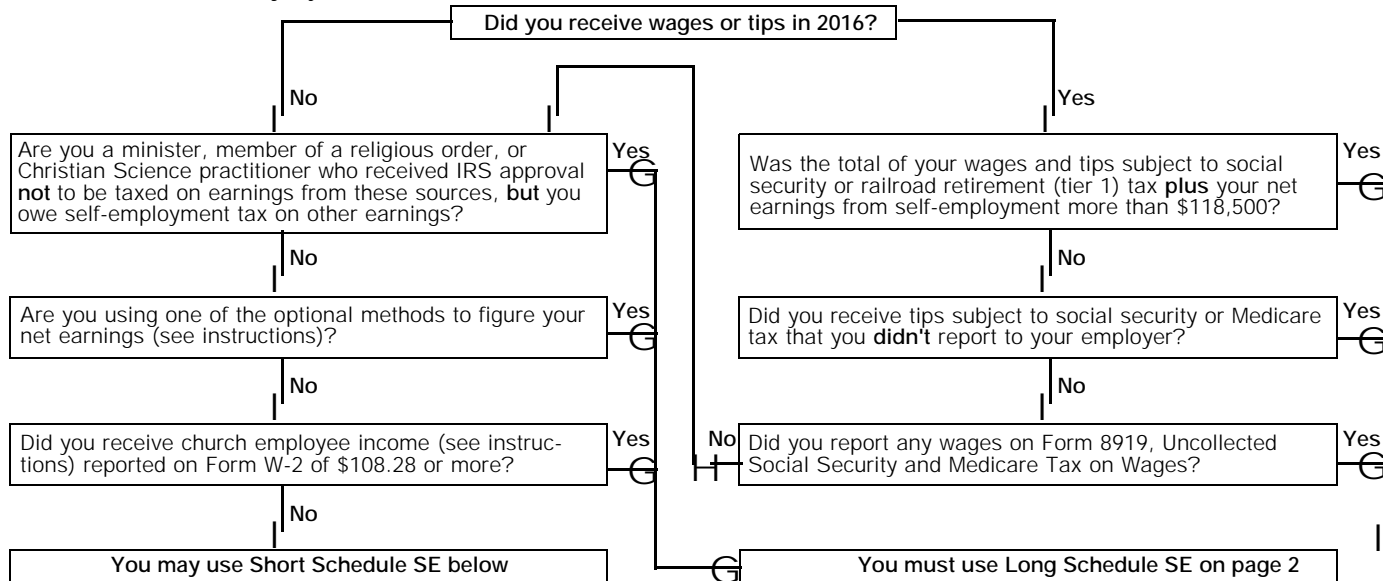 Did you receive wages or tips in 2016?
No
Yes
Are you a minister, member of a religious order, or
Christian Science practitioner who received IRS approval
not to be taxed on earnings from these sources, but you
owe self-employment tax on other earnings?
Yes
G
Was the total of your wages and tips subject to social
security or railroad retirement (tier 1) tax plus your net
earnings from self-employment more than $118,500?
Yes
G
No
No
Are you using one of the optional methods to figure your
net earnings (see instructions)?
Yes
G
Did you receive tips subject to social security or Medicare
tax that you didn't report to your employer?
Yes
G
No
No
Did you receive church employee income (see instruc-
tions) reported on Form W-2 of $108.28 or more?
Yes
G
No
H
Did you report any wages on Form 8919, Uncollected
Social Security and Medicare Tax on Wages?
Yes
G
No
You may use Short Schedule SE below
G
You must use Long Schedule SE on page 2